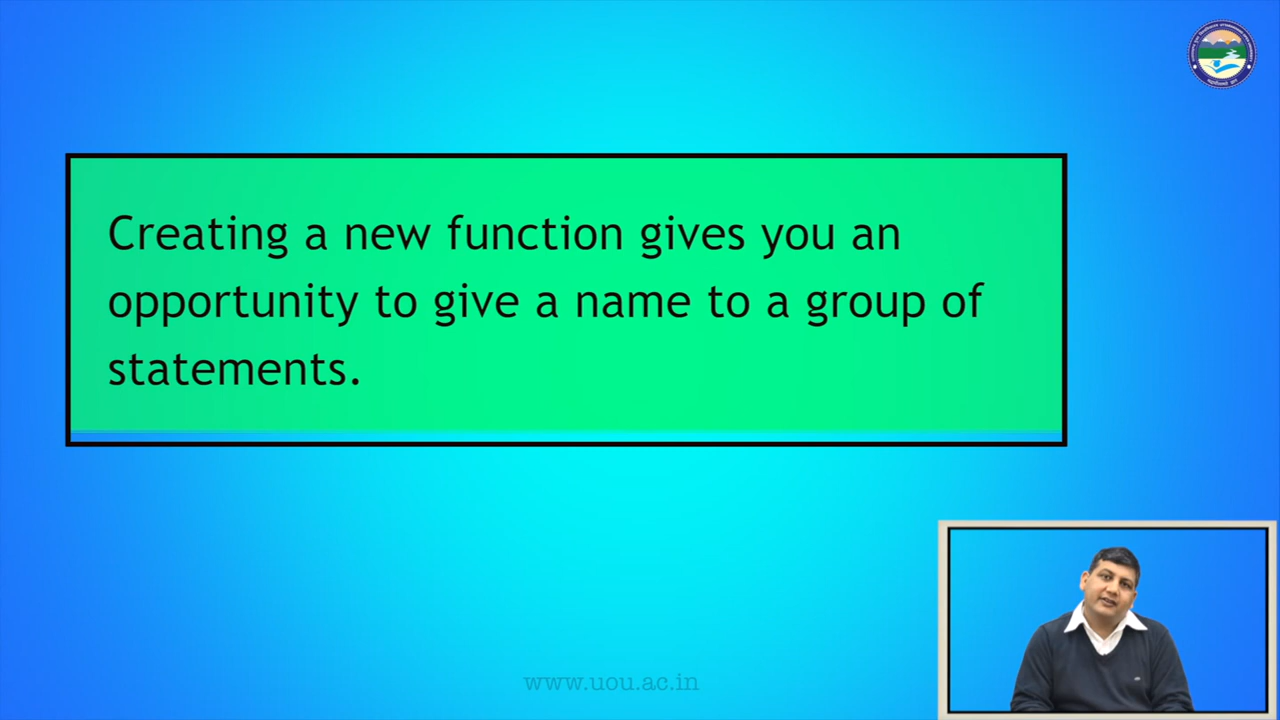 Creating a new function gives you an
opportunity to give a name to a group of
statements.
www.uou.ac.in